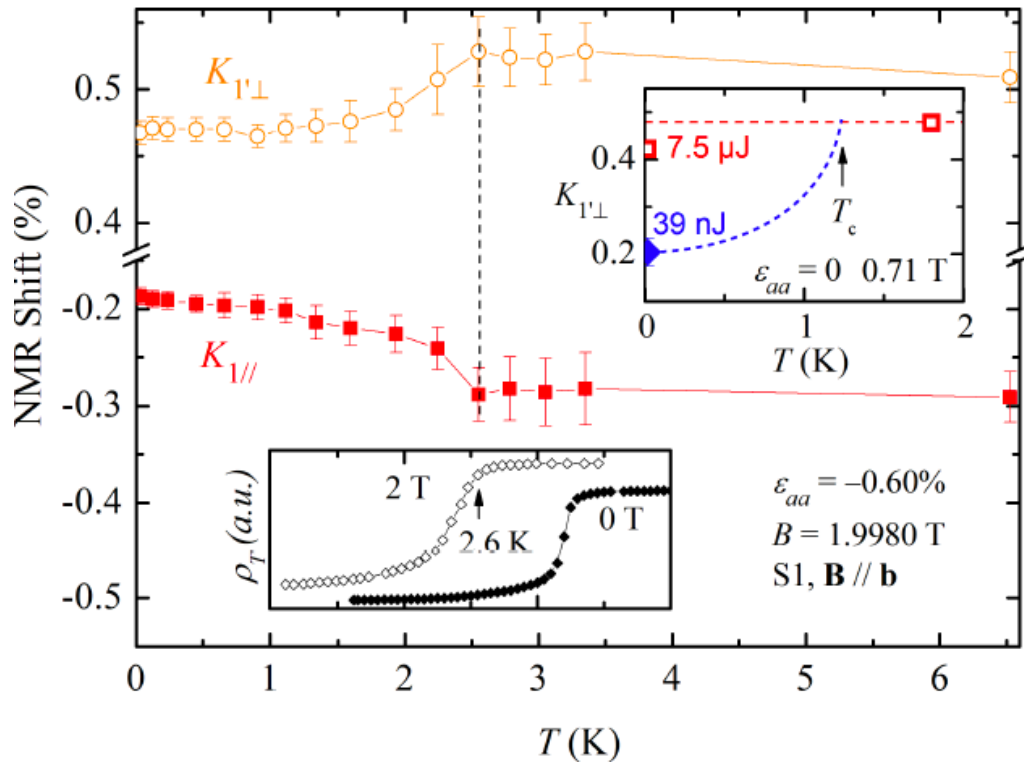 NMR Shift (%)
0.5
0.4
-0.2
-0.3
-0.4
-0.5
K1'⊥
K1//
K1'⊥
0.4
0.2
7.5 μJ
39 nJ
Tc
εaa = 0 0.71 T
0 1 2
T (K)
ρT (a.u.)
2 T
0 T
2.6 K
εaa = –0.60%
B = 1.9980 T
S1, B // b
0 1 2 3 4 5 6
T (K)